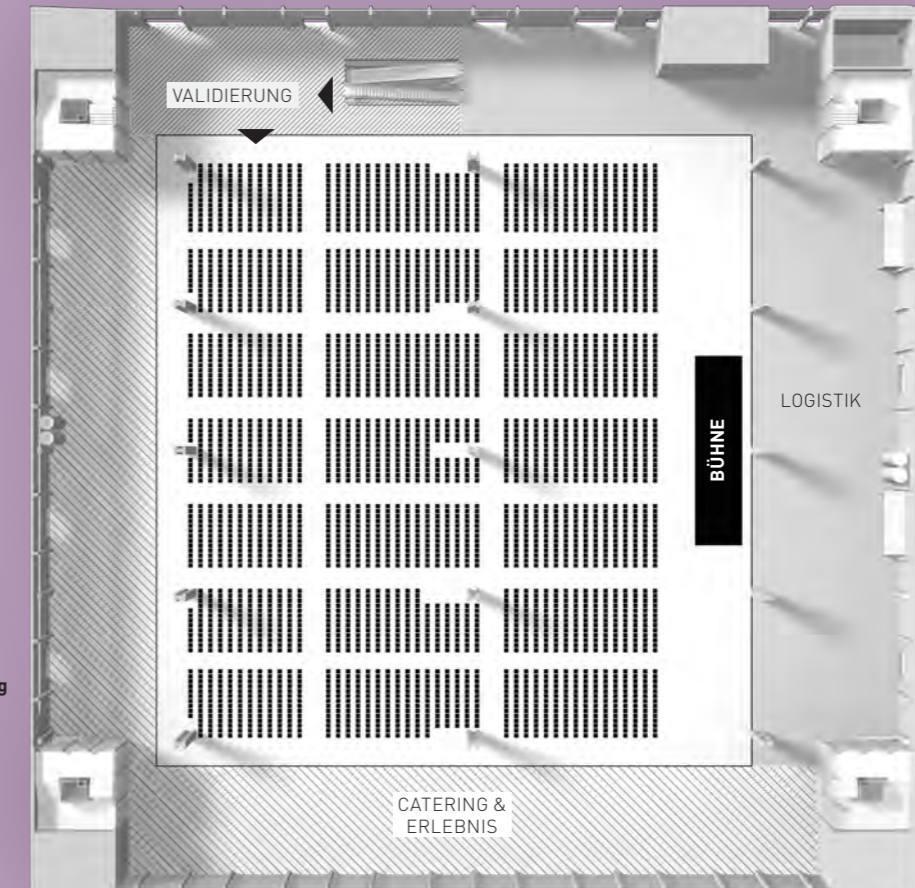 VALIDIERUNG
BÜHNE
LOGISTIK
g
CATERING &
ERLEBNIS